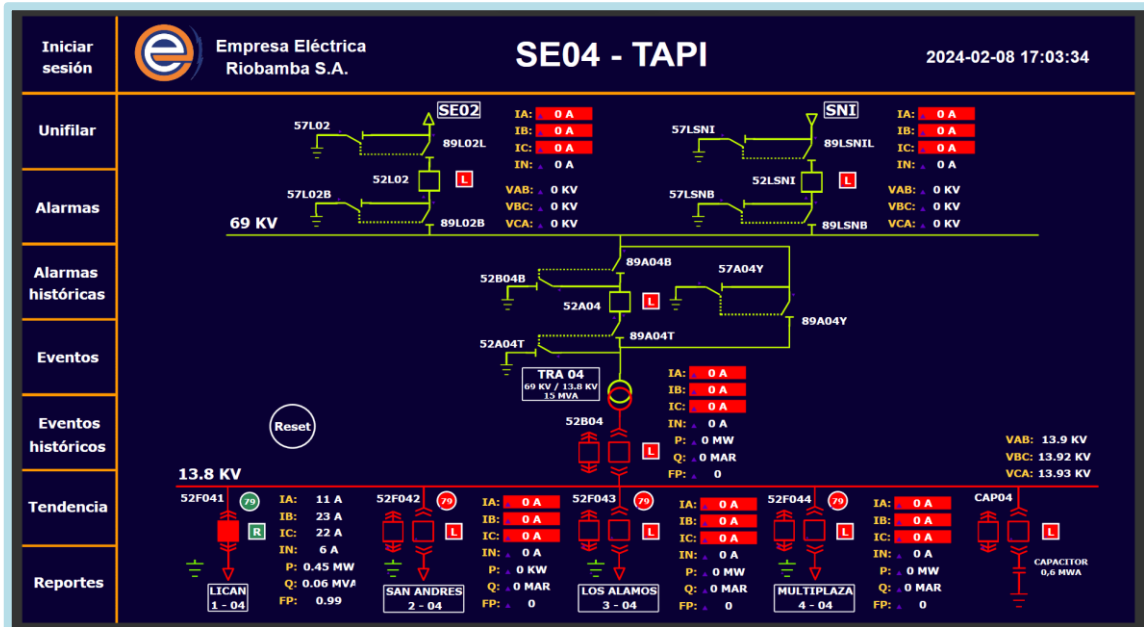 Iniciar
sesión
Unifilar
Alarmas
Alarmas
históricas
Eventos
Eventos
históricos
Tendencia
Reportes
Empresa Eléctrica
Riobamba S.A.
SE04 - TAPI
2024-02-08 17:03:34
SE02
57L02
89L02L
52L02
L
57L02B
89L02B
69 KV
IA: 0 A
IB: 0 A
IC: 0 A
IN: 0 A
VAB: 0 KV
VBC: 0 KV
VCA: 0 KV
SNI
57LSNI
89LSNIL
52LSNI
L
57LSNB
89LSNB
IA: 0 A
IB: 0 A
IC: 0 A
IN: 0 A
VAB: 0 KV
VBC: 0 KV
VCA: 0 KV
89A04B
52B04B
57A04Y
52A04
L
89A04Y
89A04T
52A04T
TRA 04
69 KV / 13.8 KV
15 MVA
52B04
L
IA: 0 A
IB: 0 A
IC: 0 A
IN: 0 A
P: 0 MW
Q: 0 MAR
FP: 0
Reset
VAB: 13.9 KV
VBC: 13.92 KV
VCA: 13.93 KV
13.8 KV
52F041
79
R
IA: 11 A
IB: 23 A
IC: 22 A
IN: 6 A
P: 0.45 MW
Q: 0.06 MVA
FP: 0.99
LICAN
1 - 04
52F042
79
L
IA: 0 A
IB: 0 A
IC: 0 A
IN: 0 A
P: 0 KW
Q: 0 MAR
FP: 0
SAN ANDRES
2 - 04
52F043
79
L
IA: 0 A
IB: 0 A
IC: 0 A
IN: 0 A
P: 0 MW
Q: 0 MAR
FP: 0
LOS ALAMOS
3 - 04
52F044
79
L
IA: 0 A
IB: 0 A
IC: 0 A
IN: 0 A
P: 0 MW
Q: 0 MAR
FP: 0
MULTIPLAZA
4 - 04
CAP04
L
CAPACITOR
0,6 MWA